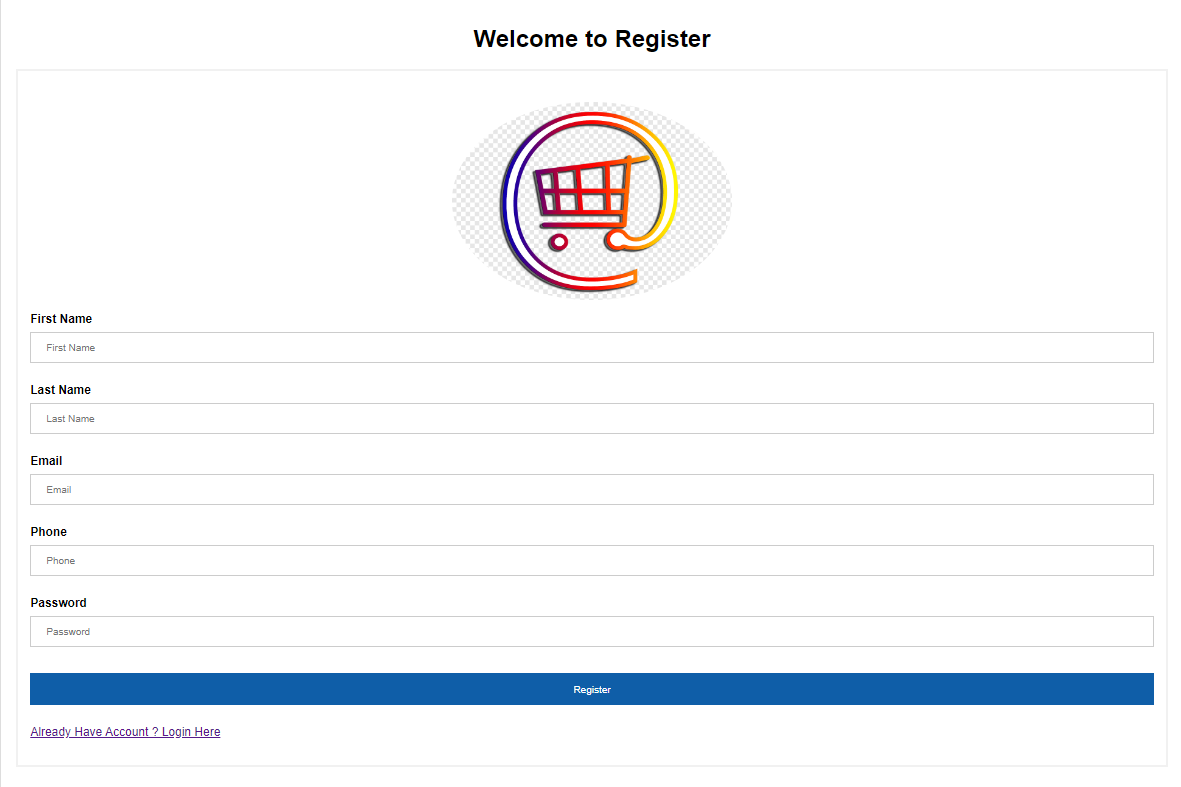 Welcome to Register
First Name
First Name
Last Name
Last Name
Email
Email
Phone
Phone
Password
Password
Register
Already Have Account ? Login Here